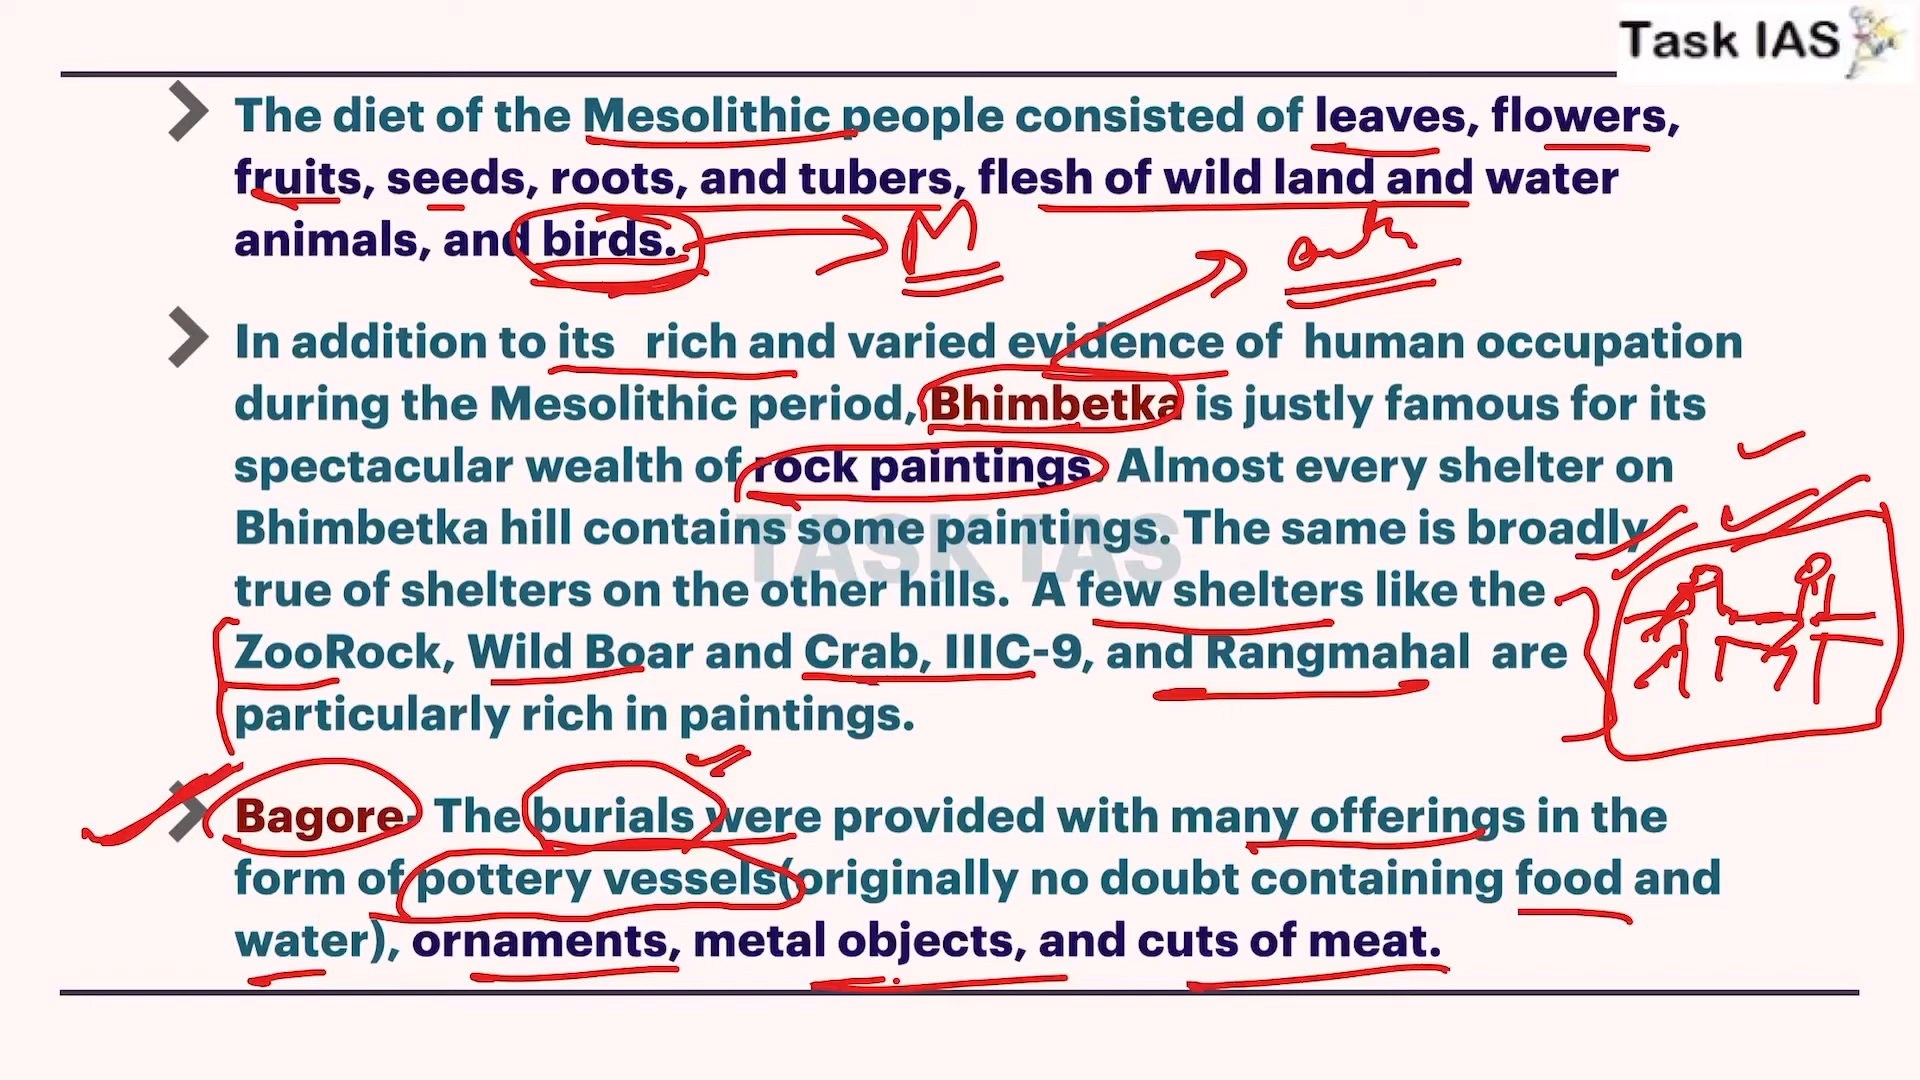 Task IAS
The diet of the Mesolithic people consisted of leaves, flowers,
fruits, seeds, roots, and tubers, flesh of wild land and water
animals, and birds.
M
In addition to its rich and varied evidence of human occupation
during the Mesolithic period, Bhimbetka is justly famous for its
spectacular wealth of rock paintings. Almost every shelter on
Bhimbetka hill contains some paintings. The same is broadly
TASK IAS
true of shelters on the other hills. A few shelters like the
ZooRock, Wild Boar and Crab, IIIC-9, and Rangmahal are
particularly rich in paintings.
Bagore- The burials were provided with many offerings in the
form of pottery vessels(originally no doubt containing food and
water), ornaments, metal objects, and cuts of meat.